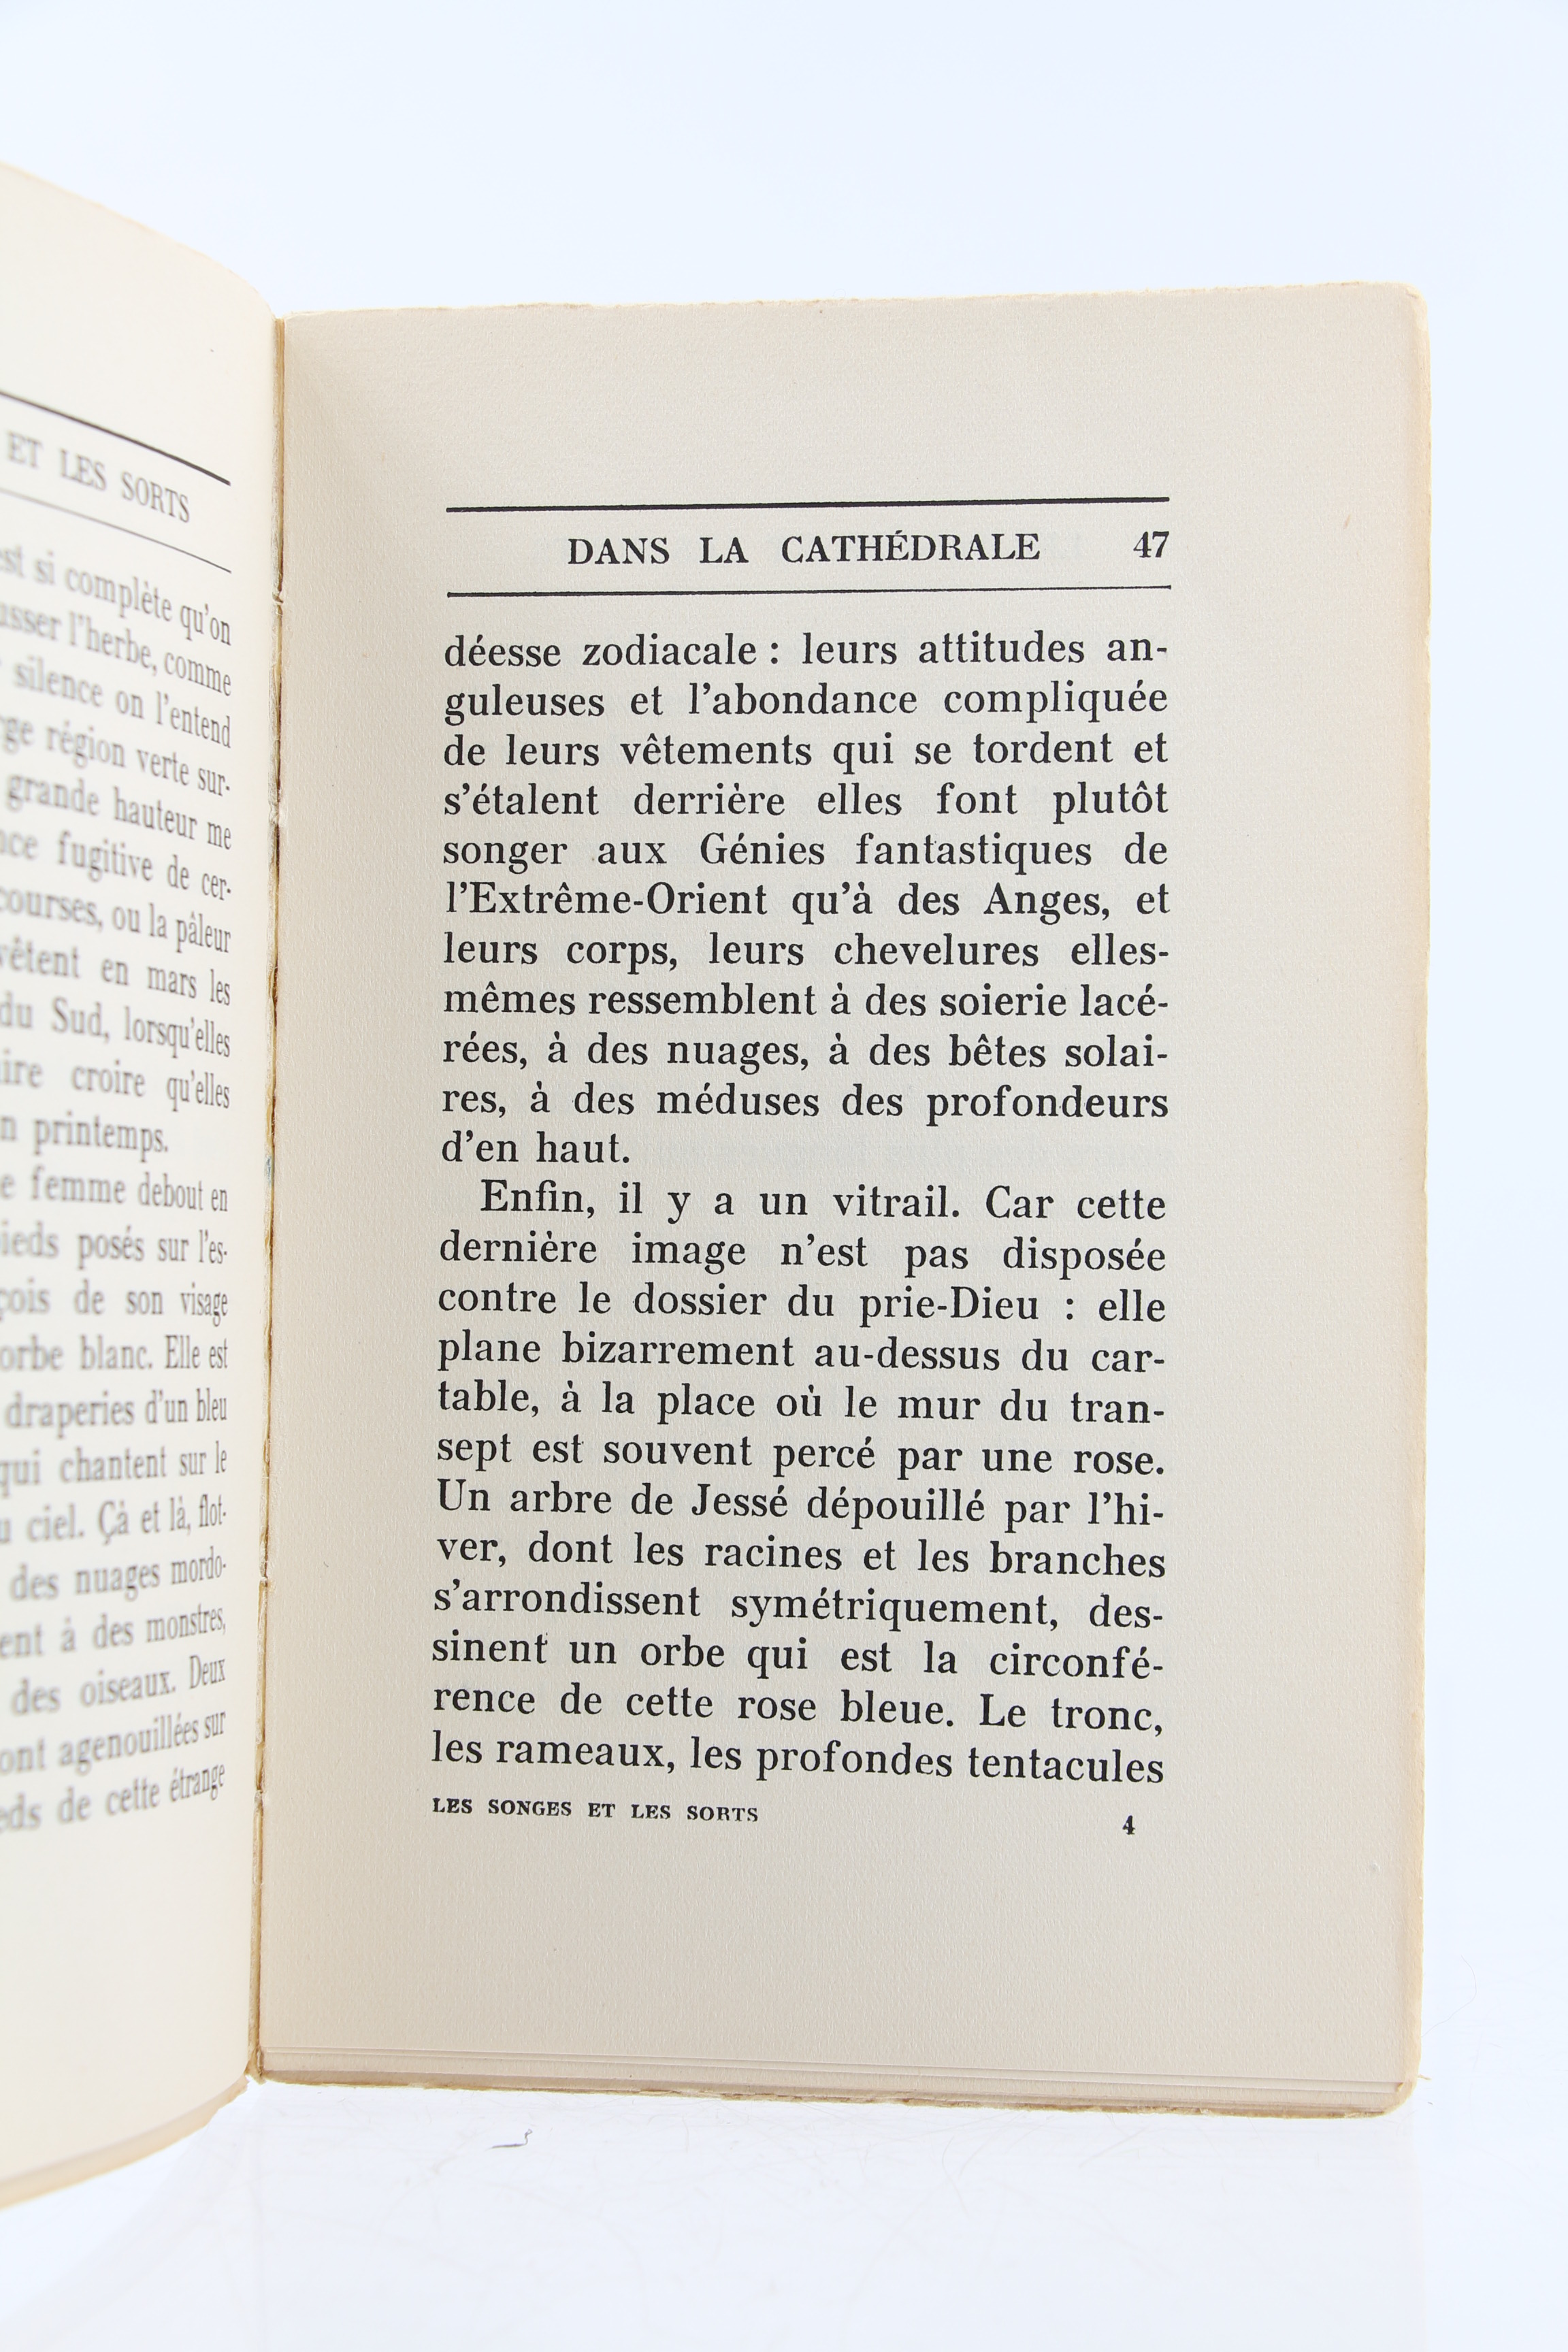 ET LES SORTS
est si complète qu'on
l'herbe, comme
silence on l'entend
région verte sur-
grande hauteur me
fugitive de cer-
courses, ou la pâleur
en mars les
du Sud, lorsqu'elles
croire qu'elles
printemps.
femme debout en
posés sur l'es-
de son visage
orbe blanc. Elle est
draperies d'un bleu
qui chantent sur le
ciel. Çà et là, flot-
des nuages mordo-
à des monstres,
des oiseaux. Deux
agenouillées sur
de cette étrange
DANS LA CATHÉDRALE 47
déesse zodiacale : leurs attitudes an-
guleuses et l'abondance compliquée
de leurs vêtements qui se tordent et
s'étalent derrière elles font plutôt
songer aux Génies fantastiques de
l'Extrême-Orient qu'à des Anges, et
leurs corps, leurs chevelures elles-
mêmes ressemblent à des soierie lacé-
rées, à des nuages, à des bêtes solai-
res, à des méduses des profondeurs
d'en haut.
Enfin, il y a un vitrail. Car cette
dernière image n'est pas disposée
contre le dossier du prie-Dieu : elle
plane bizarrement au-dessus du car-
table, à la place où le mur du tran-
sept est souvent percé par une rose.
Un arbre de Jessé dépouillé par l'hi-
ver, dont les racines et les branches
s'arrondissent symétriquement, des-
sinent un orbe qui est la circonfé-
rence de cette rose bleue. Le tronc,
les rameaux, les profondes tentacules
LES SONGES ET LES SORTS 4